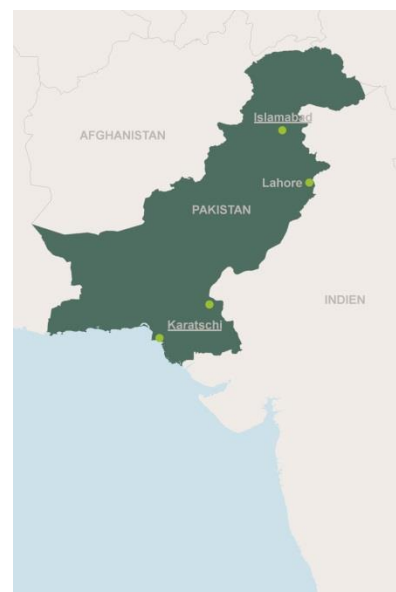 Islamabad
AFGHANISTAN
Lahore
PAKISTAN
INDIEN
Karatschi